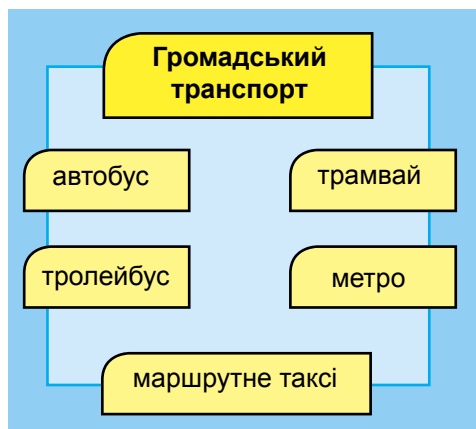 Громадський
транспорт
автобус
трамвай
тролейбус
метро
маршрутне таксі